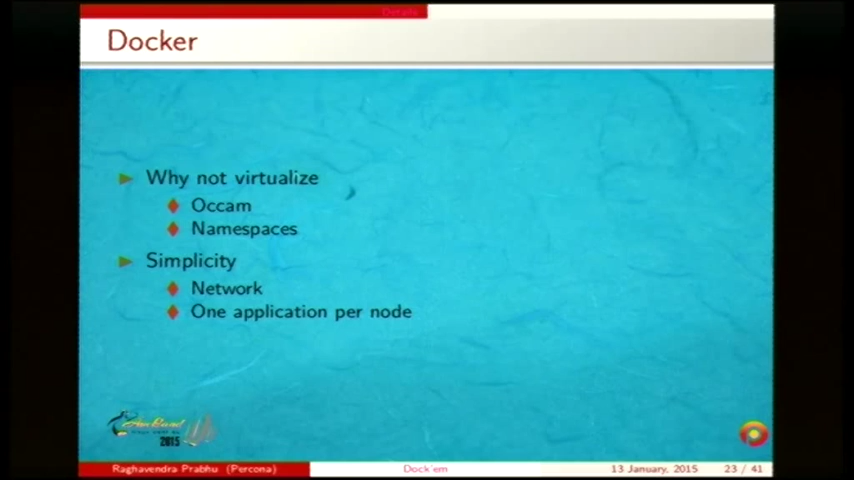 Details
Docker
Why not virtualize
Occam
Namespaces
Simplicity
Network
One application per node
2015
Raghavendra Prabhu (Percona)
Dock'em
13 January, 2015
23 / 41